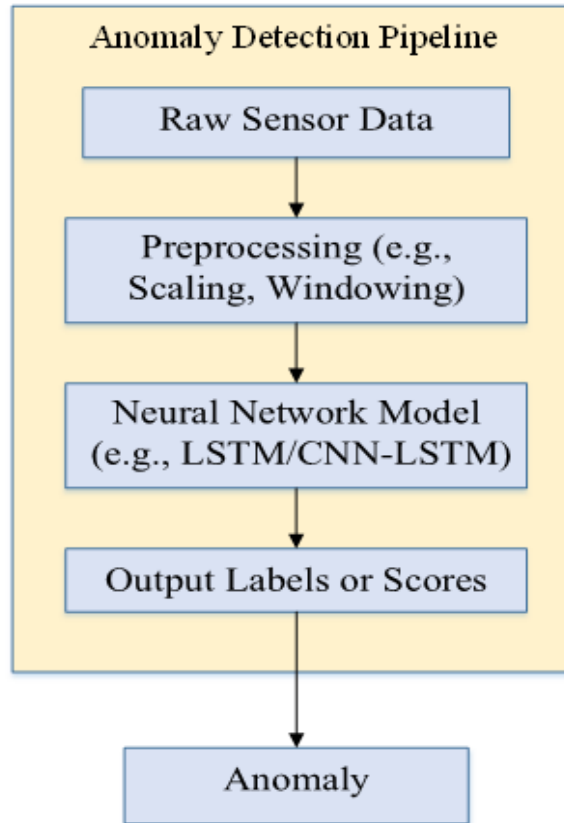 Anomaly Detection Pipeline
Raw Sensor Data
Preprocessing (e.g.,
Scaling, Windowing)
Neural Network Model
(e.g., LSTM/CNN-LSTM)
Output Labels or Scores
Anomaly